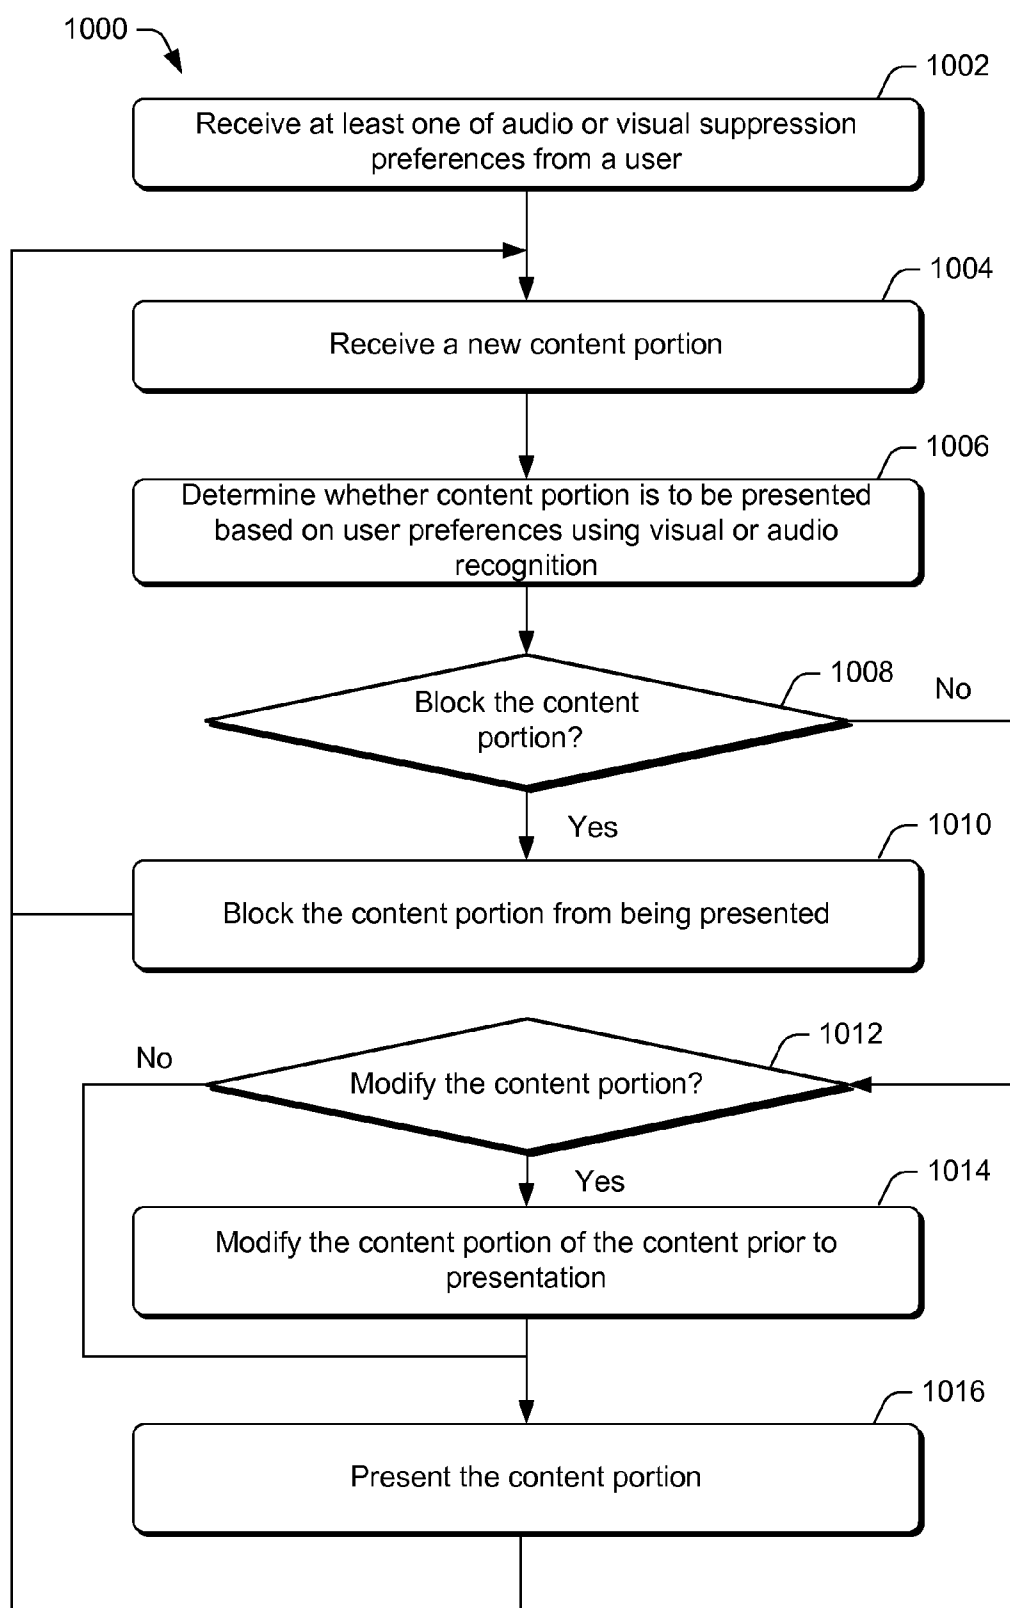 1000
1002
Receive at least one of audio or visual suppression
preferences from a user
1004
Receive a new content portion
1006
Determine whether content portion is to be presented
based on user preferences using visual or audio
recognition
1008
No
Block the content
portion?
Yes
1010
Block the content portion from being presented
1012
No
Modify the content portion?
Yes
1014
Modify the content portion of the content prior to
presentation
1016
Present the content portion